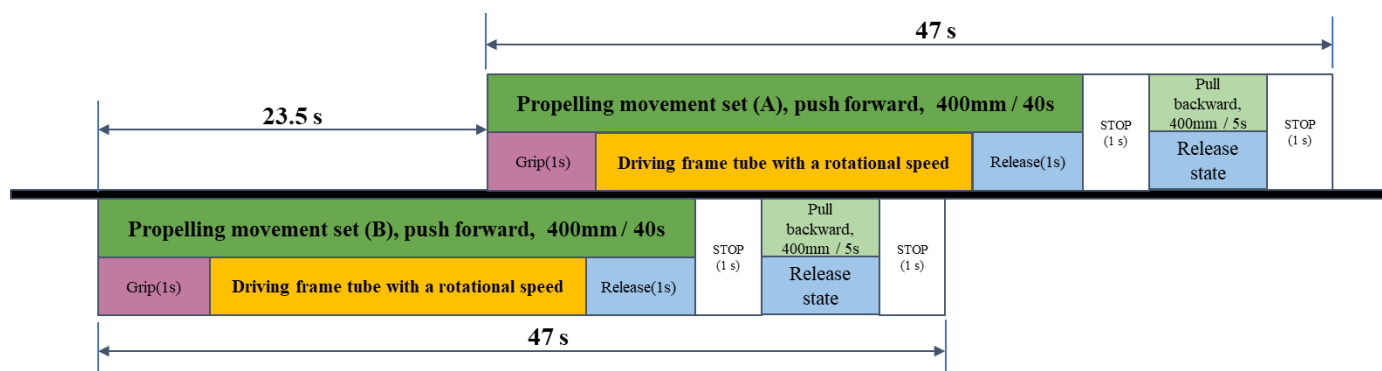 47 s
23.5 s
Propelling movement set (A), push forward, 400mm / 40s
STOP
(1 s)
Pull
backward,
400mm / 5s
STOP
(1 s)
Grip(1s)
Driving frame tube with a rotational speed
Release(1s)
Release
state
Propelling movement set (B), push forward, 400mm / 40s
STOP
(1 s)
Pull
backward,
400mm / 5s
STOP
(1 s)
Grip(1s)
Driving frame tube with a rotational speed
Release(1s)
Release
state
47 s